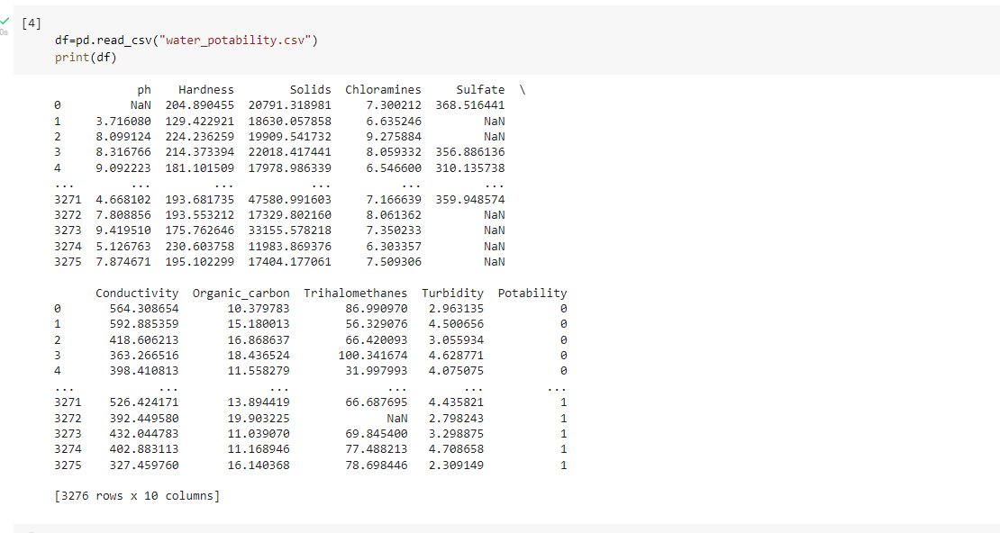 [4]
0s
df=pd.read_csv("water_potability.csv")
print(df)
ph Hardness Solids Chloramines Sulfate \
0 NaN 204.890455 20791.318981 7.300212 368.516441
1 3.716080 129.422921 18630.057858 6.635246 NaN
2 8.099124 224.236259 19909.541732 9.275884 NaN
3 8.316766 214.373394 22018.417441 8.059332 356.886136
4 9.092223 181.101509 17978.986339 6.546600 310.135738
... ... ... ... ... ...
3271 4.668102 193.681735 47580.991603 7.166639 359.948574
3272 7.808856 193.553212 17329.802160 8.061362 NaN
3273 9.419510 175.762646 33155.578218 7.350233 NaN
3274 5.126763 230.603758 11983.869376 6.303357 NaN
3275 7.874671 195.102299 17404.177061 7.509306 NaN
Conductivity Organic_carbon Trihalomethanes Turbidity Potability
0 564.308654 10.379783 86.990970 2.963135 0
1 592.885359 15.180013 56.329076 4.500656 0
2 418.606213 16.868637 66.420093 3.055934 0
3 363.266516 18.436524 100.341674 4.628771 0
4 398.410813 11.558279 31.997993 4.075075 0
... ... ... ... ... ...
3271 526.424171 13.894419 66.687695 4.435821 1
3272 392.449580 19.903225 NaN 2.798243 1
3273 432.044783 11.039070 69.845400 3.298875 1
3274 402.883113 11.168946 77.488213 4.708658 1
3275 327.459760 16.140368 78.698446 2.309149 1
[3276 rows x 10 columns]